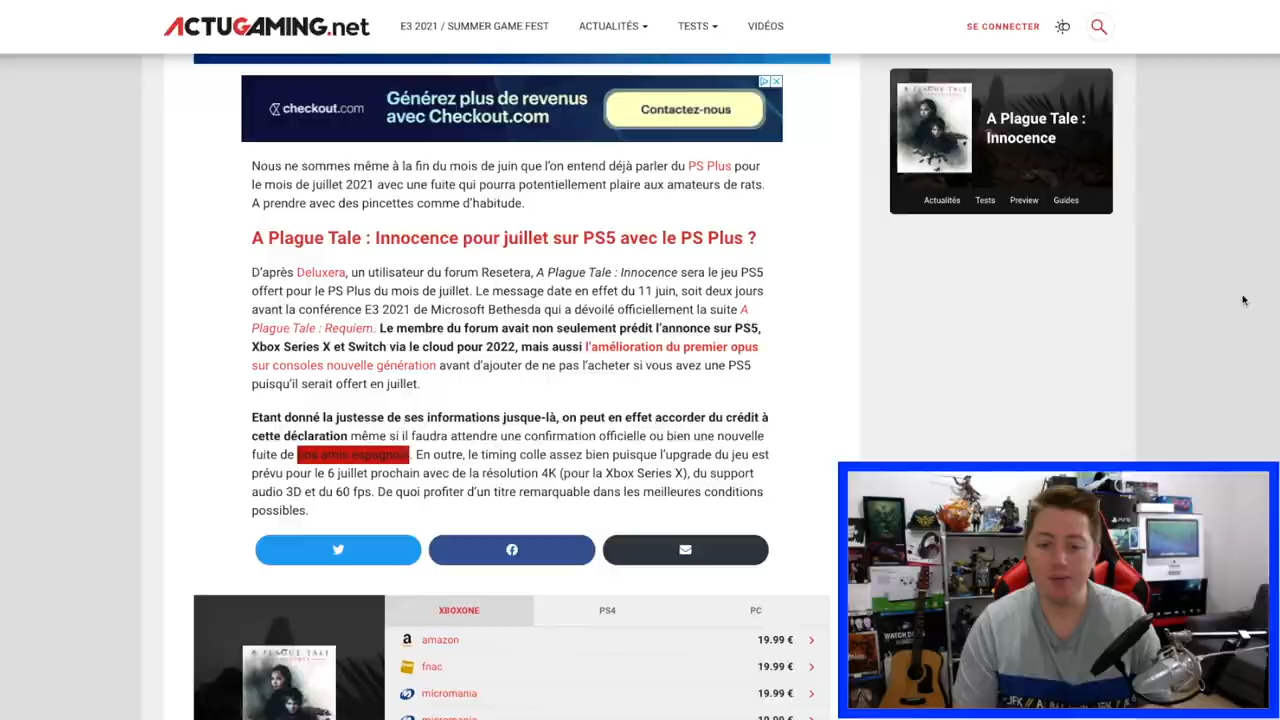 ACTUGAMING.net
E3 2021 / SUMMER GAME FEST
ACTUALITÉS
TESTS
VIDÉOS
SE CONNECTER
checkout.com
Générez plus de revenus
avec Checkout.com
Contactez-nous
A Plague Tale :
Innocence
Actualités Tests Preview Guides
Nous ne sommes même à la fin du mois de juin que l'on entend déjà parler du PS Plus pour
le mois de juillet 2021 avec une fuite qui pourra potentiellement plaire aux amateurs de rats.
A prendre avec des pincettes comme d'habitude.
A Plague Tale : Innocence pour juillet sur PS5 avec le PS Plus ?
D'après Deluxera, un utilisateur du forum Resetera, A Plague Tale : Innocence sera le jeu PS5
offert pour le PS Plus du mois de juillet. Le message date en effet du 11 juin, soit deux jours
avant la conférence E3 2021 de Microsoft Bethesda qui a dévoilé officiellement la suite A
Plague Tale : Requiem. Le membre du forum avait non seulement prédit l'annonce sur PS5,
Xbox Series X et Switch via le cloud pour 2022, mais aussi l'amélioration du premier opus
sur consoles nouvelle génération avant d'ajouter de ne pas l'acheter si vous avez une PS5
puisqu'il serait offert en juillet.
Etant donné la justesse de ses informations jusque-là, on peut en effet accorder du crédit à
cette déclaration même si il faudra attendre une confirmation officielle ou bien une nouvelle
fuite de nos amis espagnols. En outre, le timing colle assez bien puisque l'upgrade du jeu est
prévu pour le 6 juillet prochain avec de la résolution 4K (pour la Xbox Series X), du support
audio 3D et du 60 fps. De quoi profiter d'un titre remarquable dans les meilleures conditions
possibles.
XBOXONE PS4 PC
amazon 19.99 €
fnac 19.99 €
micromania 19.99 €
PS5
WATCH DOGS